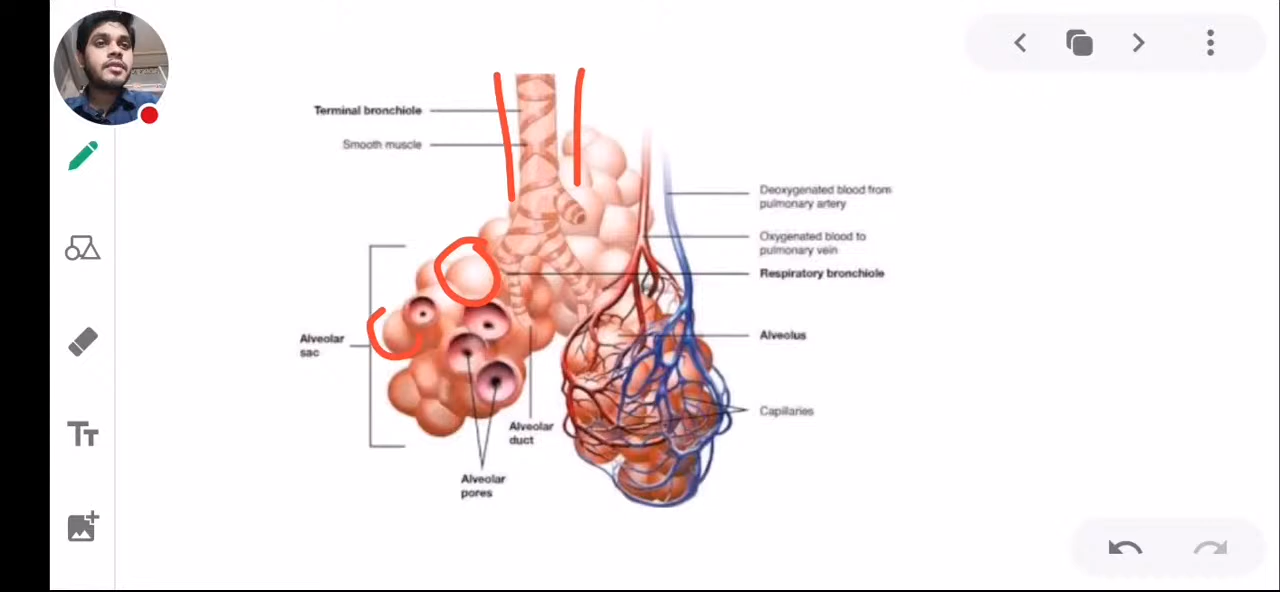 Terminal bronchiole
Smooth muscle
Deoxygenated blood from
pulmonary artery
Oxygenated blood to
pulmonary vein
Respiratory bronchiole
Alveolar
sac
Alveolus
Capillaries
Alveolar
duct
Alveolar
pores
TT